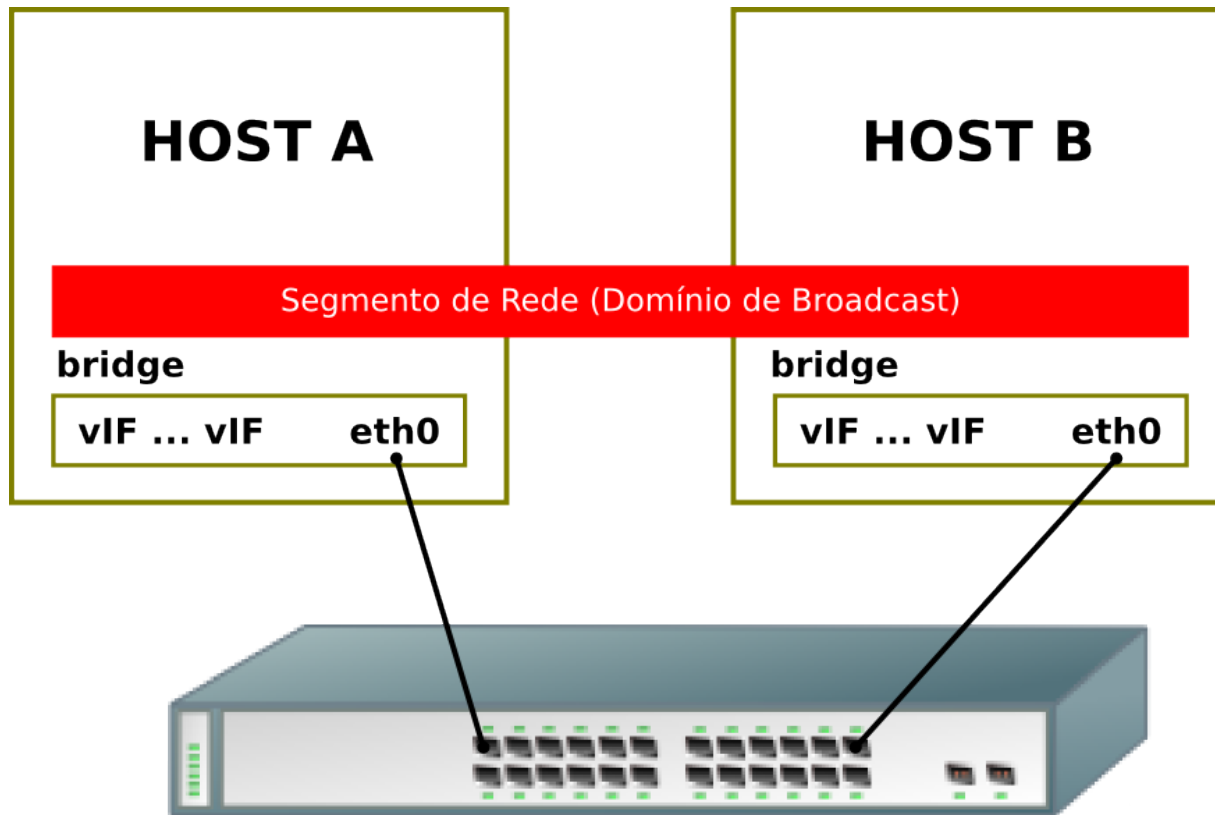 HOST A
HOST B
Segmento de Rede (Domínio de Broadcast)
bridge
bridge
vIF ... vIF eth0
vIF ... vIF eth0